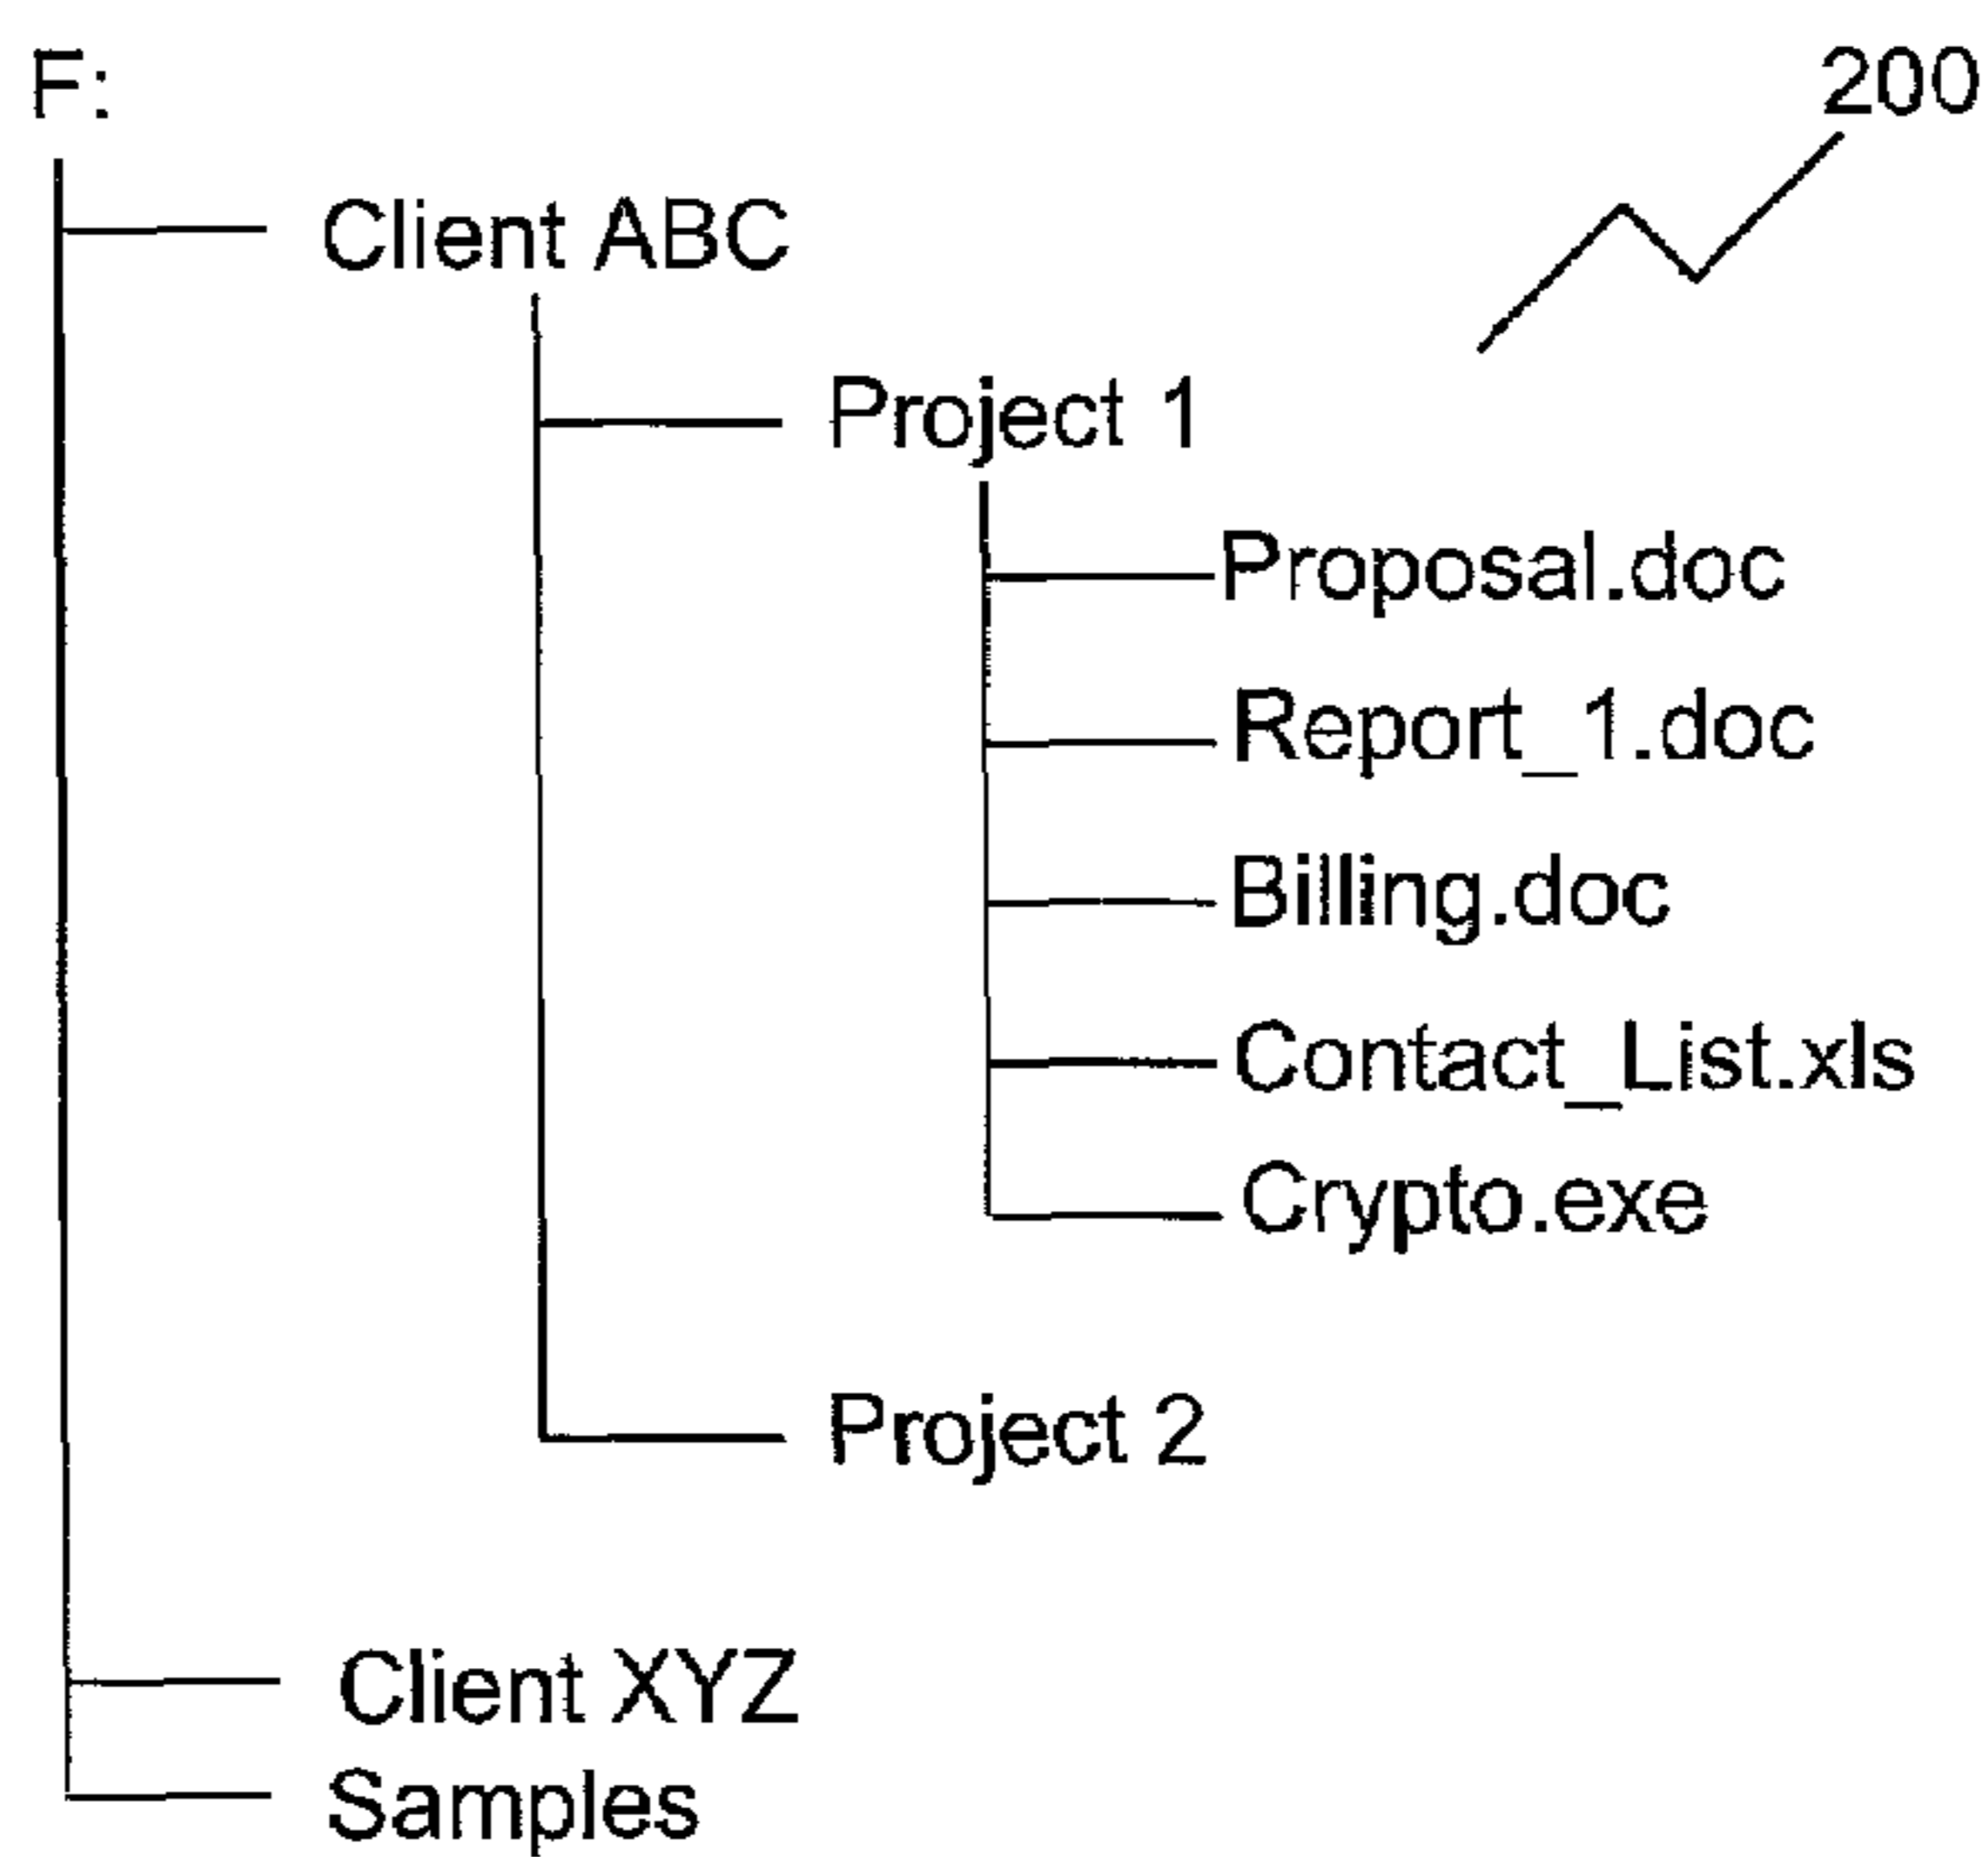 F:
200
Client ABC
Project 1
Proposal.doc
Report_1.doc
Billing.doc
Contact_List.xls
Crypto.exe
Project 2
Client XYZ
Samples